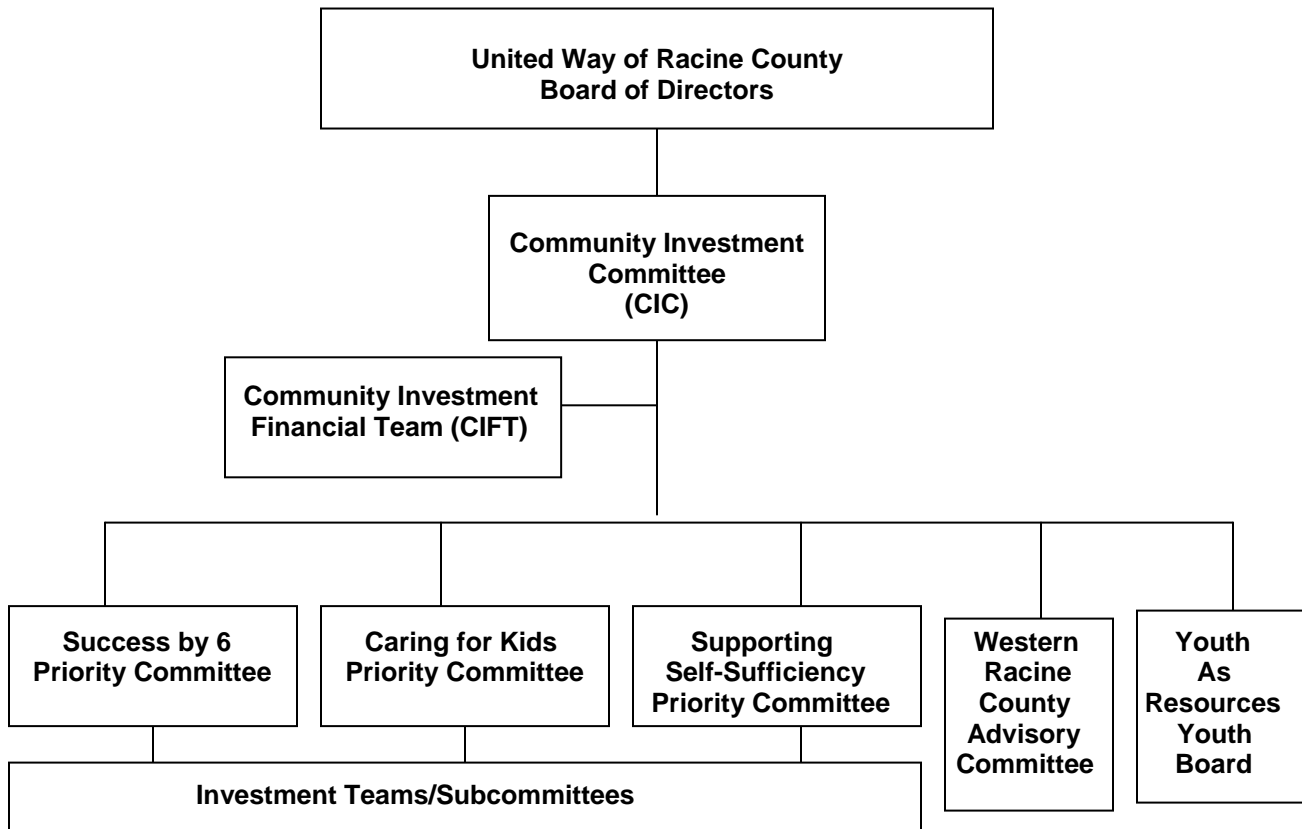 United Way of Racine County
Board of Directors
Community Investment
Committee
(CIC)
Community Investment
Financial Team (CIFT)
Success by 6
Priority Committee
Caring for Kids
Priority Committee
Supporting
Self-Sufficiency
Priority Committee
Western
Racine
County
Advisory
Committee
Youth
As
Resources
Youth
Board
Investment Teams/Subcommittees